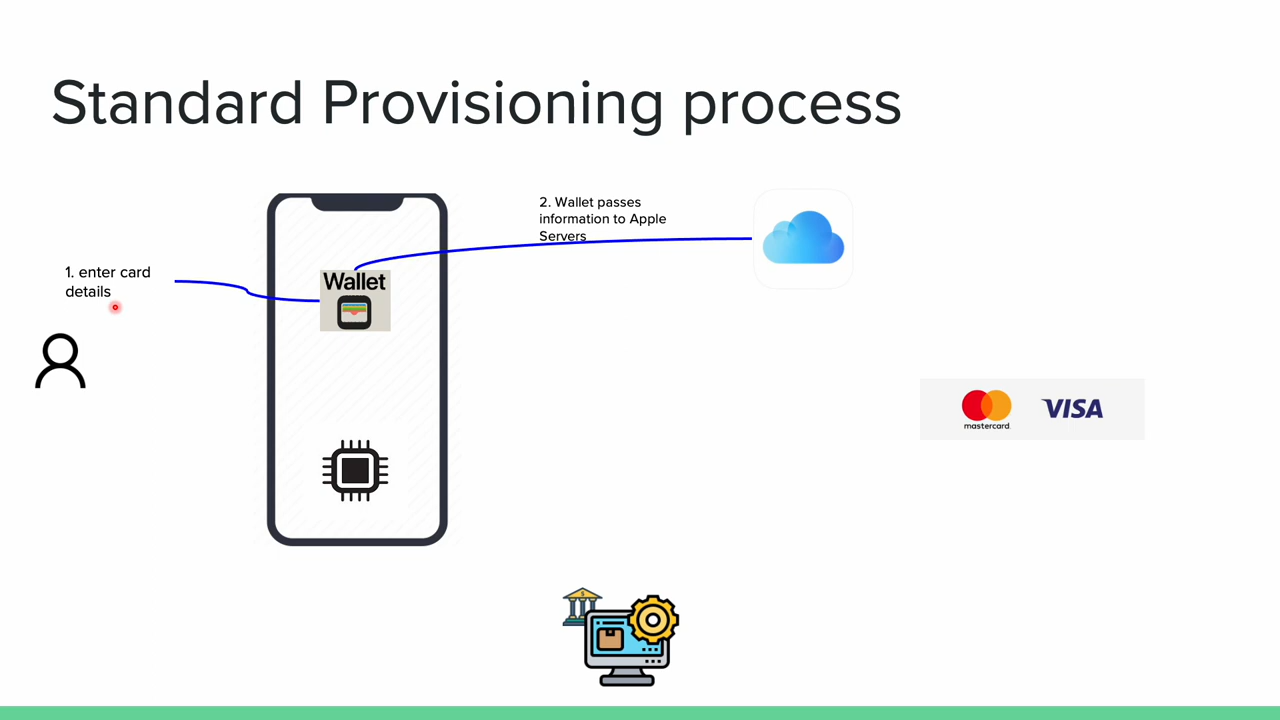 Standard Provisioning process
2. Wallet passes
information to Apple
Servers
1. enter card
details
Wallet
mastercard
VISA